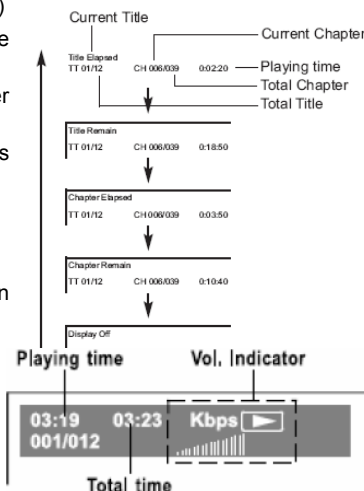 Current Title
)
Current Chapter
e
Title Elapsed
TT 01/12 CH 006/039 0:02:20
Playing time
Total Chapter
er
Total Title
Title Remain
TT 01/12 CH 006/039 0:18:50
s
Chapter Elapsed
TT 01/12 CH 006/039 0:03:50
Chapter Remain
TT 01/12 CH 006/039 0:10:40
n
Display Off
Playing time Vol. Indicator
03:19 03:23 Kbps
001/012
Total time